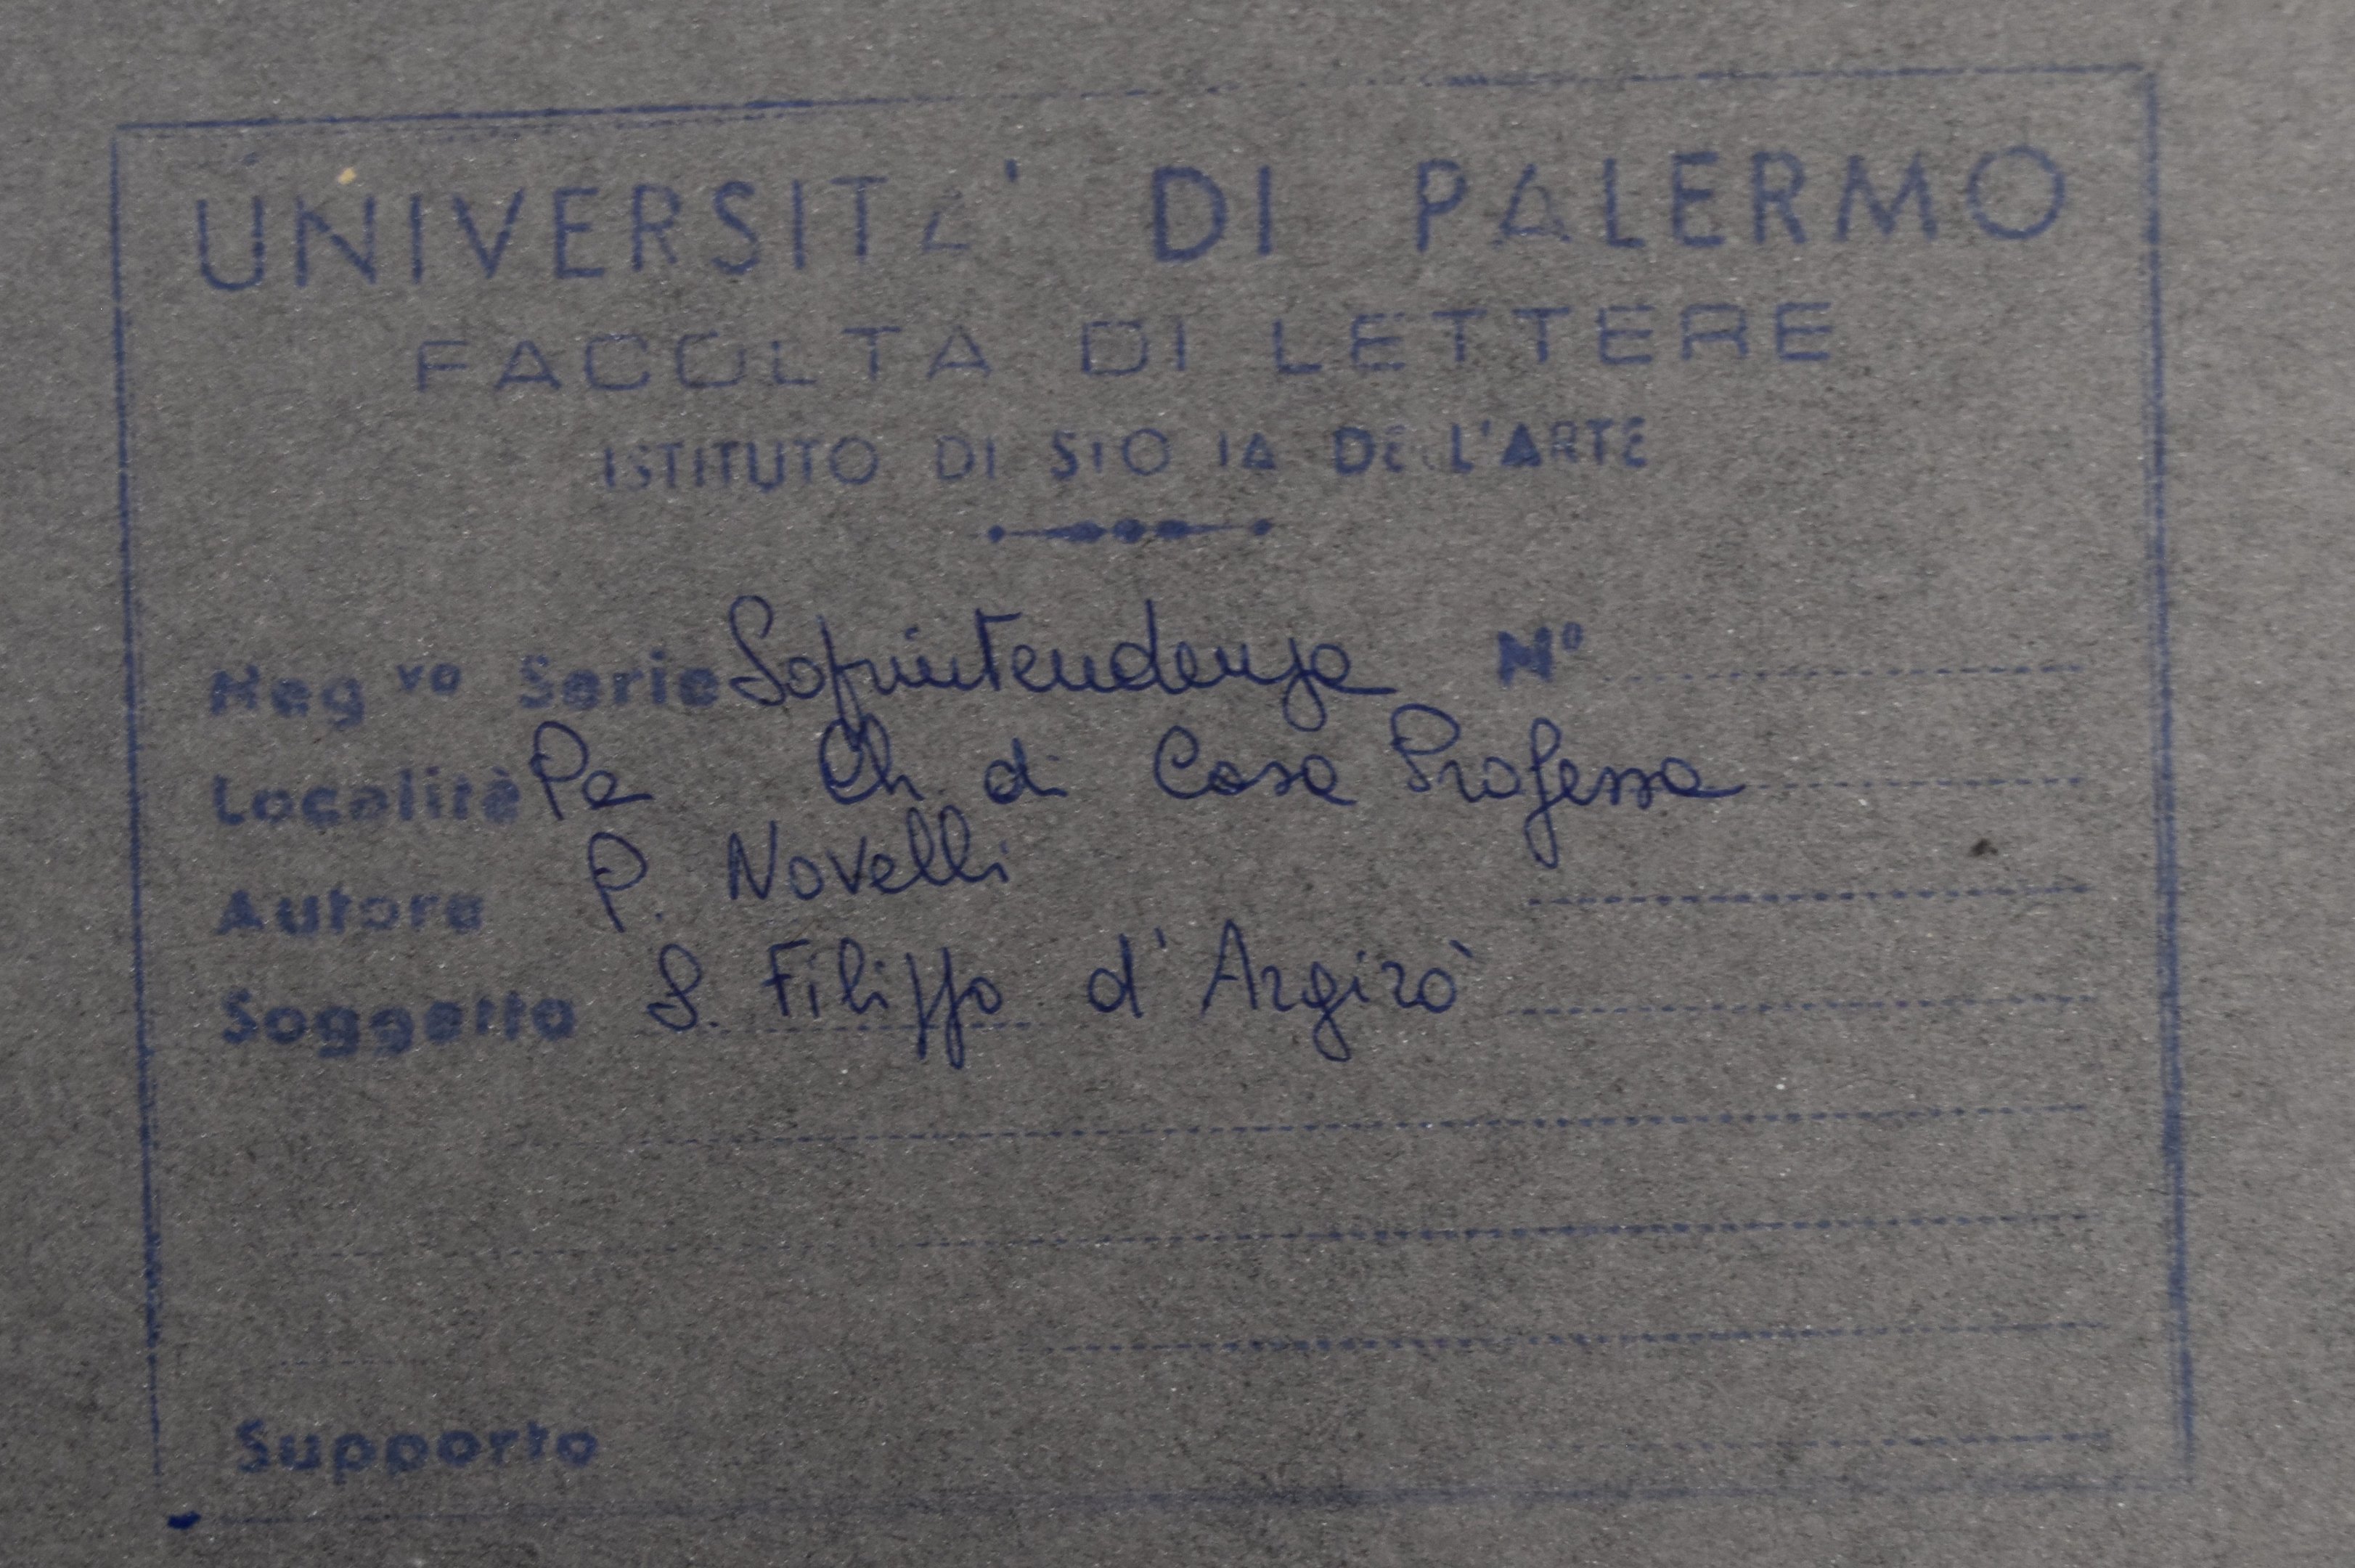 UNIVERSITA' DI PALERMO
FACOLTA DI LETTERE
ISTITUTO DI STORIA DELL'ARTE
Neg vo Serie Soprintendenza N°
Località Pa Ch di Casa Professa
Autore P. Novelli
Soggetto S. Filippo d'Argirò
Supporto